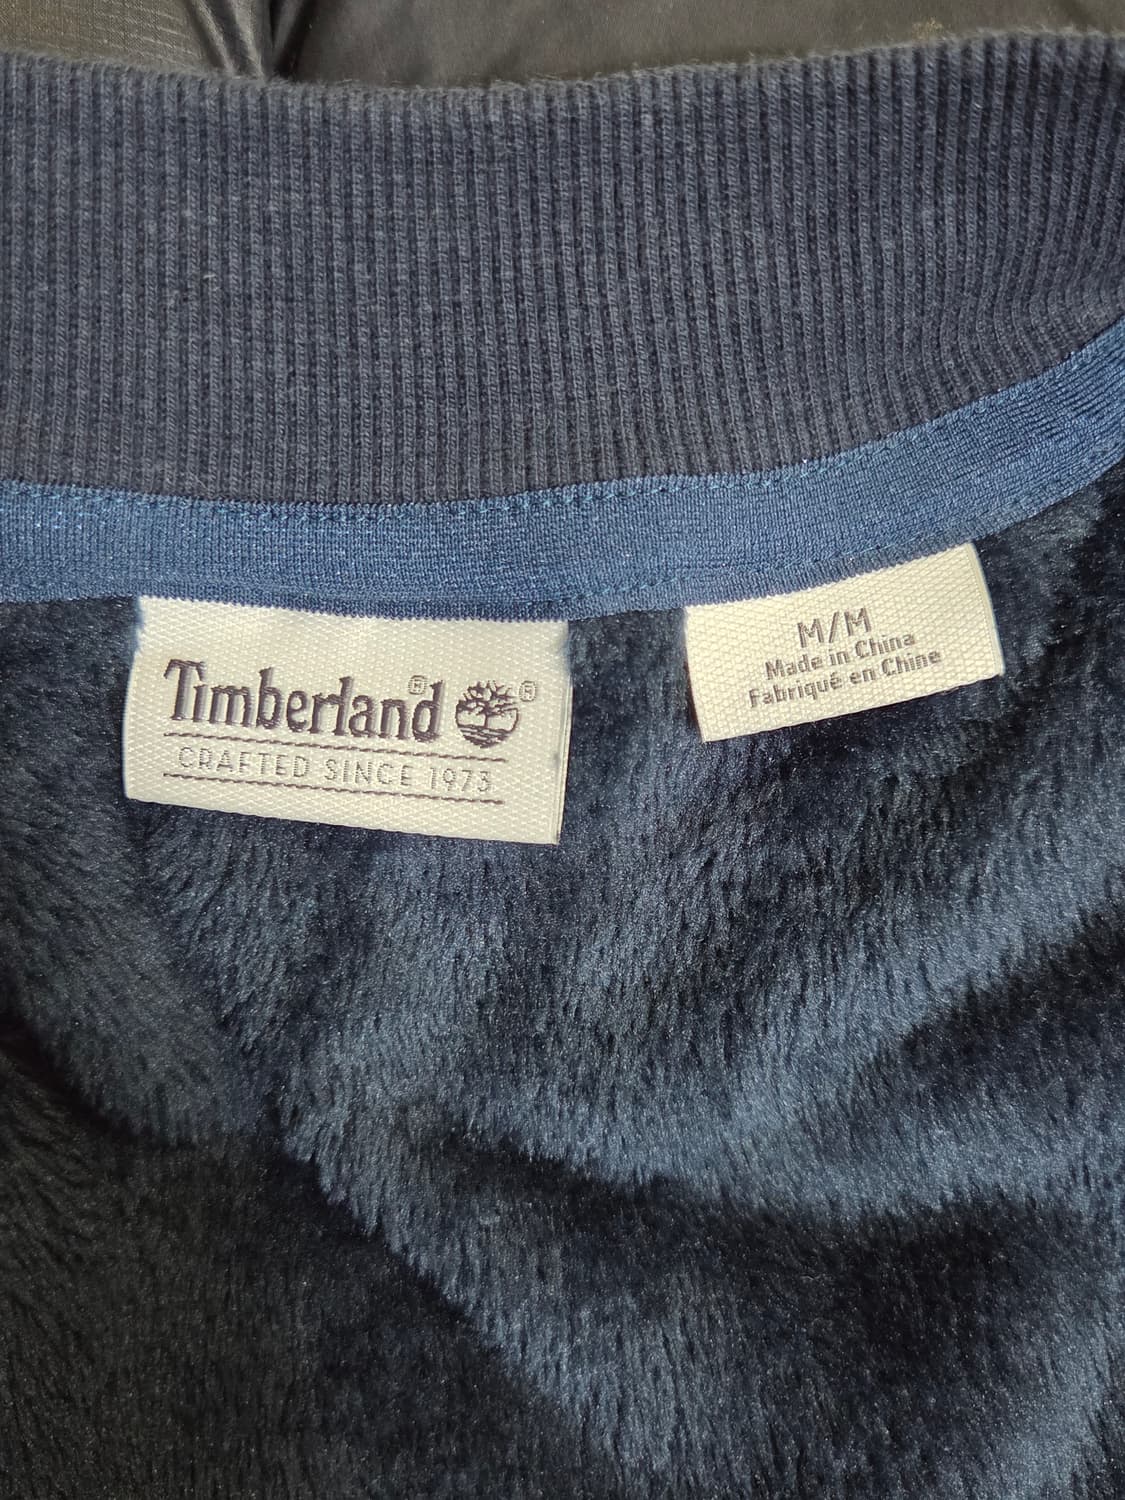 Timberland® ®
CRAFTED SINCE 1973
M/M
Made in China
Fabriqué en Chine